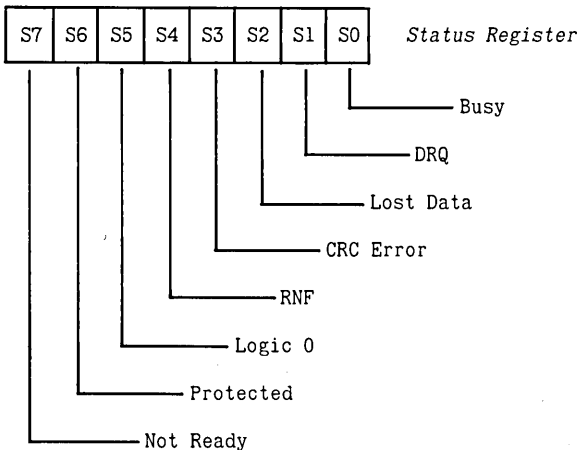 S7 S6 S5 S4 S3 S2 S1 S0 Status Register
Busy
DRQ
Lost Data
CRC Error
RNF
Logic 0
Protected
Not Ready